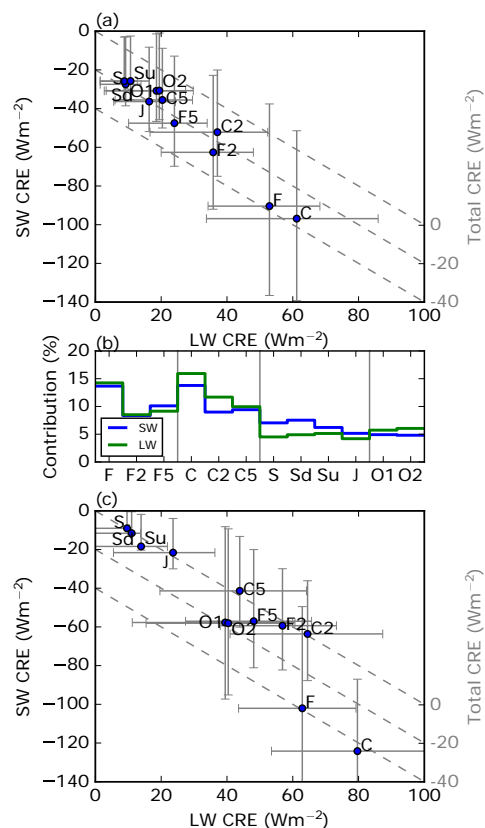 (a)
0
−20
−40
−60
−80
−100
−120
−140
SW CRE (Wm−2)
S
Su
Sd
O1
O2
J
C5
F5
C2
F2
F
C
0
-20
-40
Total CRE (Wm−2)
0 20 40 60 80 100
LW CRE (Wm−2)
(b)
20
15
10
5
0
Contribution (%)
SW
LW
F F2 F5 C C2 C5 S Sd Su J O1 O2
(c)
0
−20
−40
−60
−80
−100
−120
−140
SW CRE (Wm−2)
S
Sd
Su
J
C5
O1
O2
F5
F2
C2
F
C
0
-20
-40
Total CRE (Wm−2)
0 20 40 60 80 100
LW CRE (Wm−2)